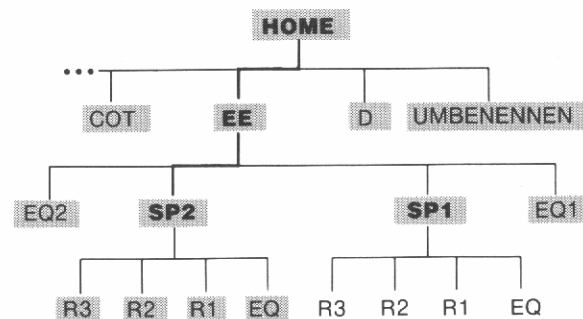 HOME
•••
COT EE D UMBENENNEN
EQ2 SP2 SP1 EQ1
R3 R2 R1 EQ R3 R2 R1 EQ